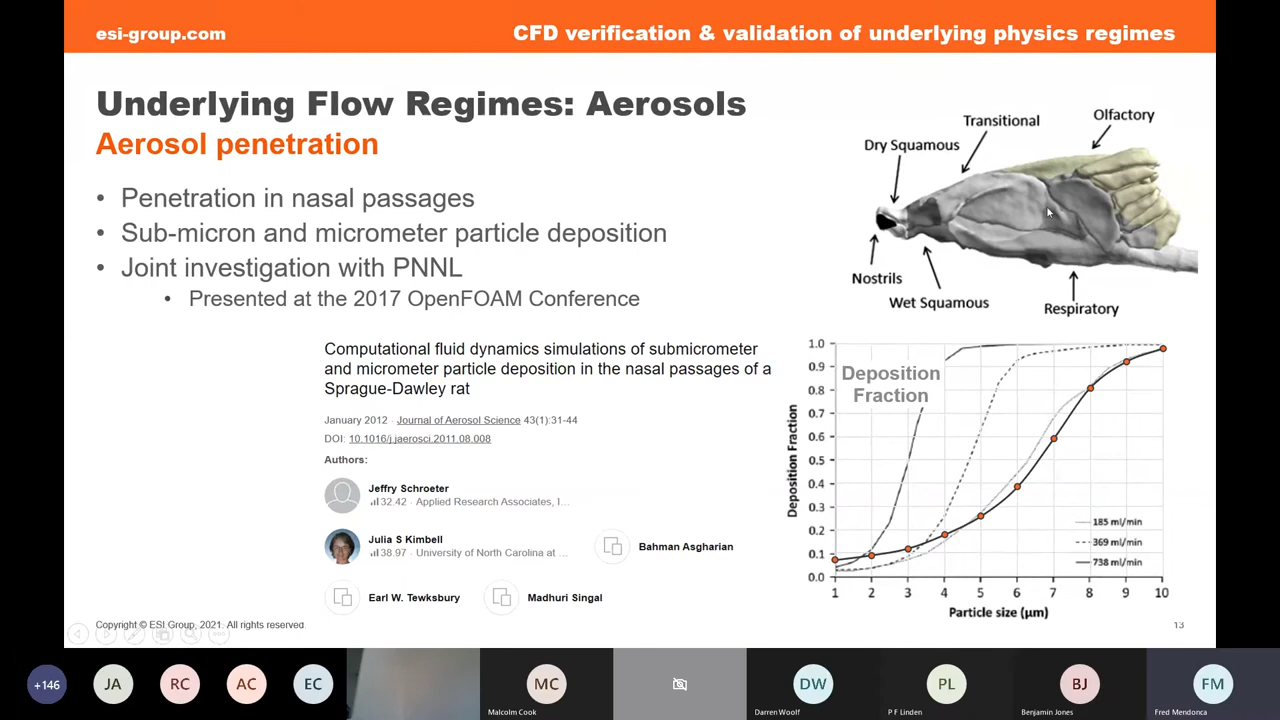 esi-group.com
CFD verification & validation of underlying physics regimes
Underlying Flow Regimes: Aerosols
Aerosol penetration
• Penetration in nasal passages
• Sub-micron and micrometer particle deposition
• Joint investigation with PNNL
• Presented at the 2017 OpenFOAM Conference
Transitional
Olfactory
Dry Squamous
Nostrils
Wet Squamous
Respiratory
Computational fluid dynamics simulations of submicrometer
and micrometer particle deposition in the nasal passages of a
Sprague-Dawley rat
January 2012 · Journal of Aerosol Science 43(1):31-44
DOI: 10.1016/j.jaerosci.2011.08.008
Authors:
Jeffry Schroeter
32.42 · Applied Research Associates, I...
Julia S Kimbell
38.97 · University of North Carolina at ...
Bahman Asgharian
Earl W. Tewksbury
Madhuri Singal
Deposition
Fraction
Deposition Fraction
1.0
0.9
0.8
0.7
0.6
0.5
0.4
0.3
0.2
0.1
0.0
185 ml/min
369 ml/min
738 ml/min
1 2 3 4 5 6 7 8 9 10
Particle size (µm)
Copyright © ESI Group, 2021. All rights reserved.
13
+146
JA
RC
AC
EC
MC
Malcolm Cook
DW
Darren Woolf
PL
P F Linden
BJ
Benjamin Jones
FM
Fred Mendonca